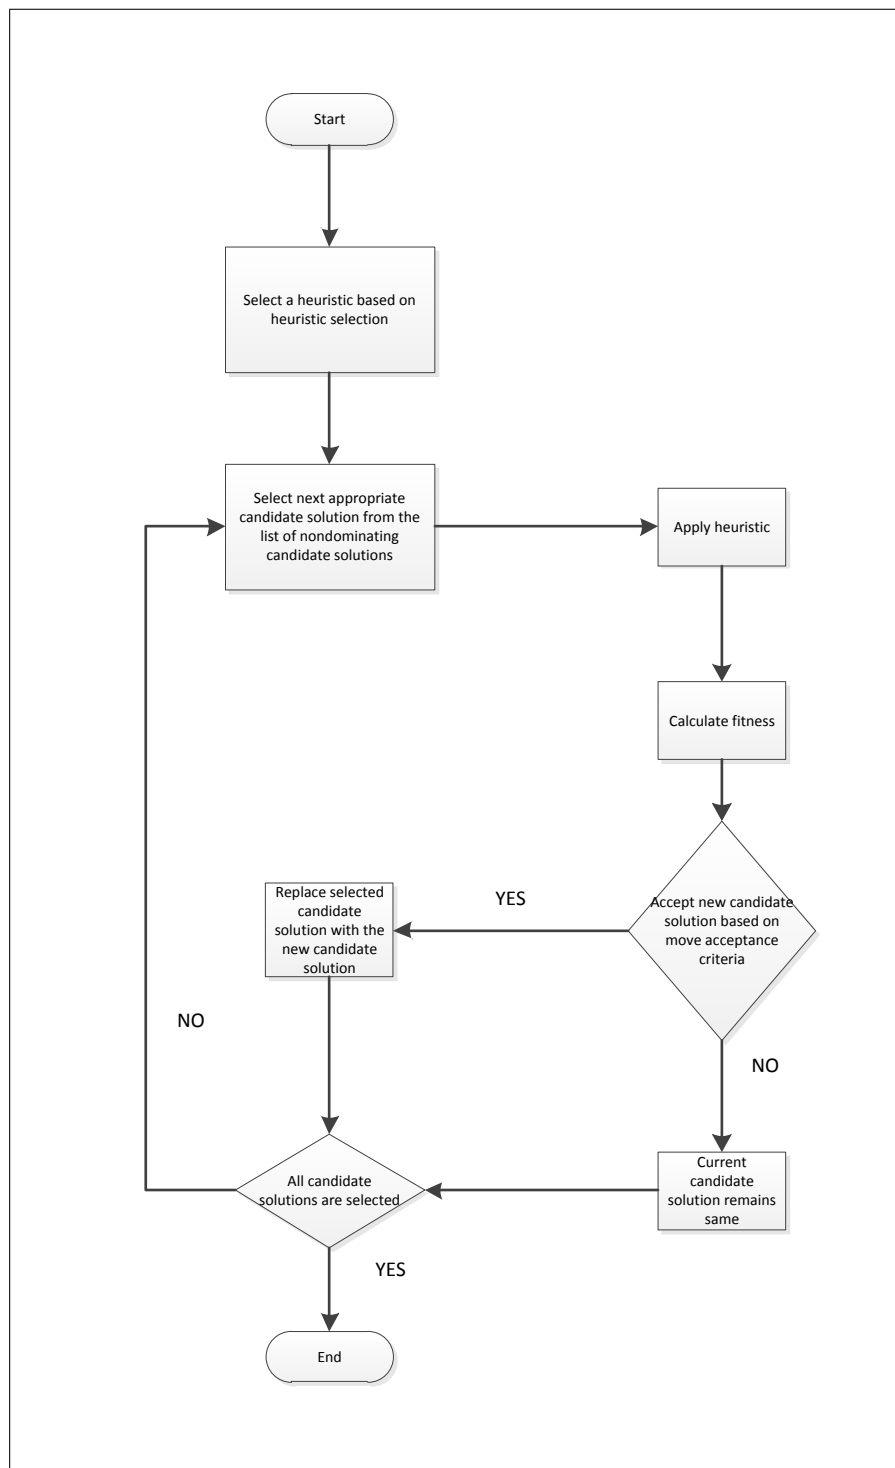 Start
Select a heuristic based on
heuristic selection
Select next appropriate
candidate solution from the
list of nondominating
candidate solutions
Apply heuristic
Calculate fitness
Accept new candidate
solution based on
move acceptance
criteria
YES
Replace selected
candidate
solution with the
new candidate
solution
NO
NO
Current
candidate
solution remains
same
All candidate
solutions are selected
YES
End